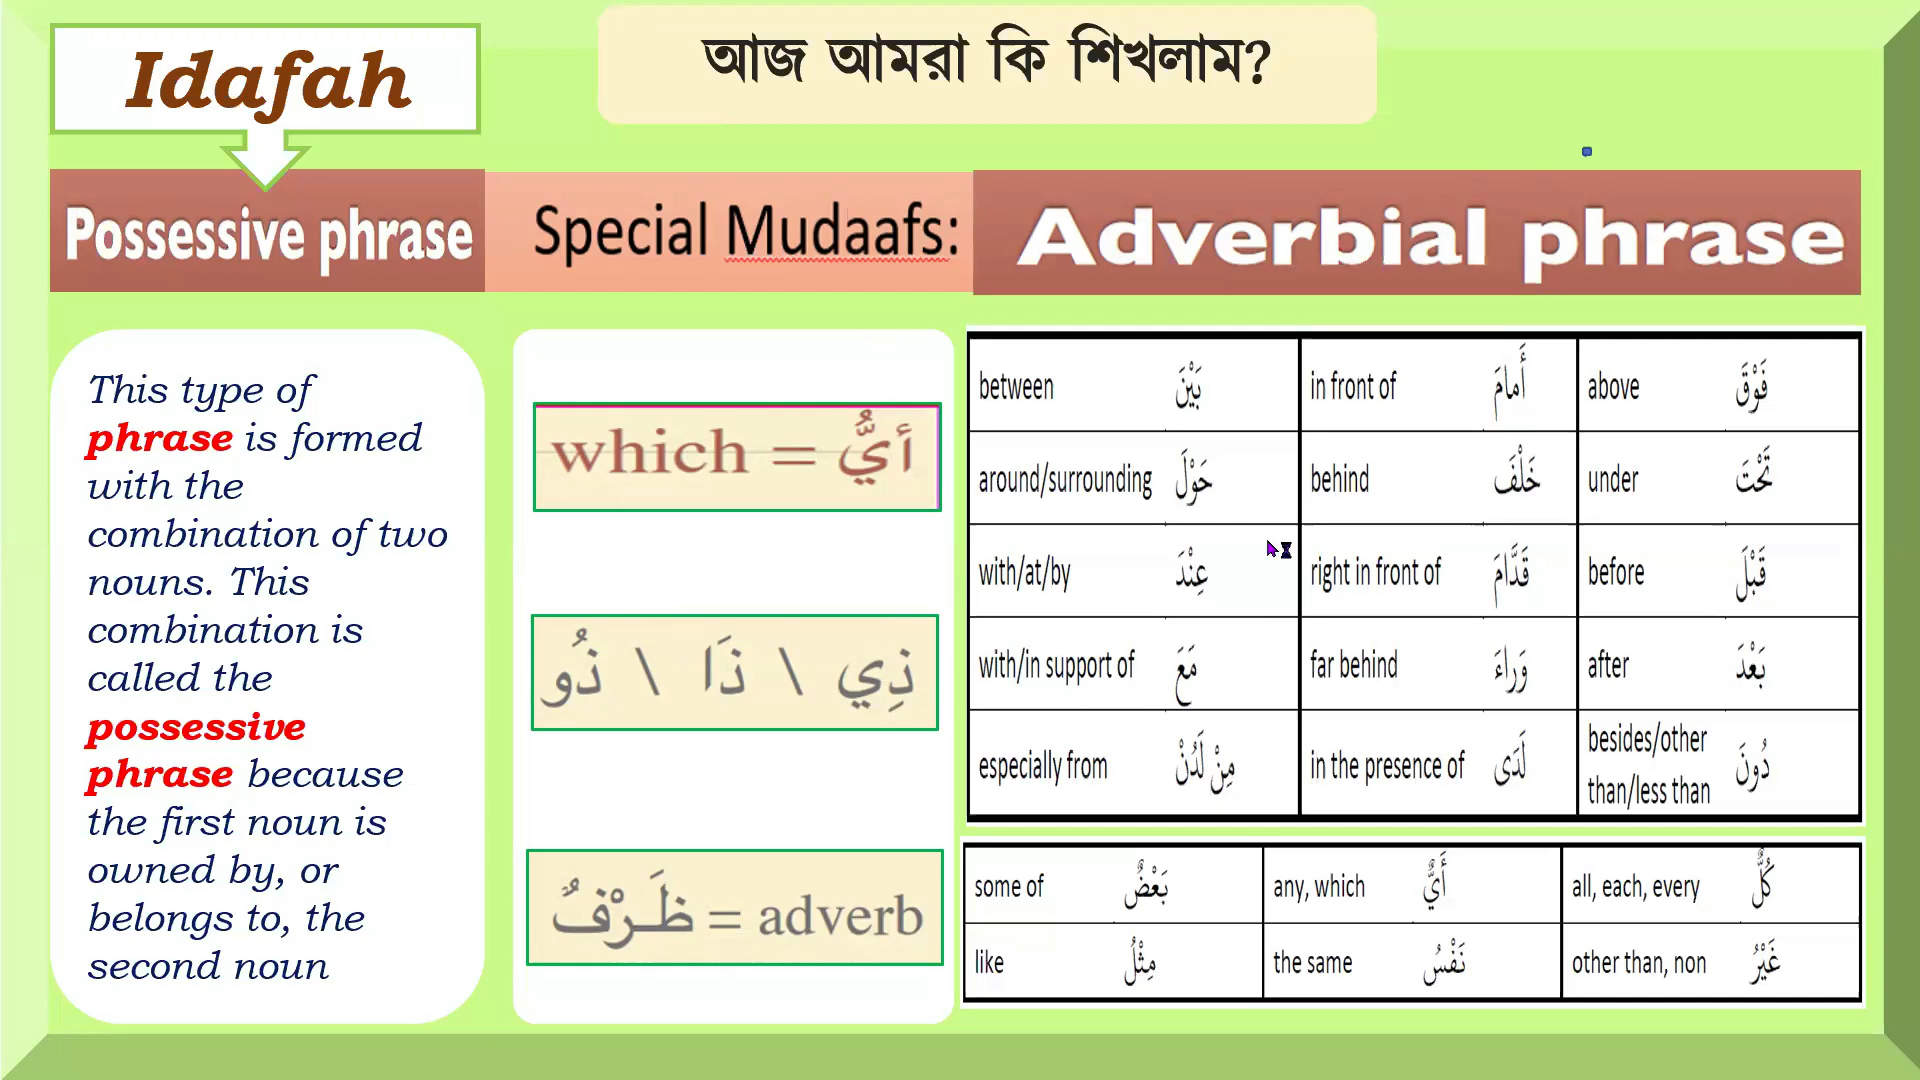 Idafah
আজ আমরা কি শিখলাম?
Possessive phrase
Special Mudaafs:
Adverbial phrase
This type of
phrase is formed
with the
combination of two
nouns. This
combination is
called the
possessive
phrase because
the first noun is
owned by, or
belongs to, the
second noun
which = أيُّ
ذُو \ ذَا \ ذِي
ظَـرْفٌ = adverb
between بَيْنَ in front of أَمامَ above فَوْقَ
around/surrounding حَوْلَ behind خَلْفَ under تَحْتَ
with/at/by عِنْدَ right in front of قَدَّامَ before قَبْلَ
with/in support of مَعَ far behind وَراءَ after بَعْدَ
especially from مِنْ لَدُنْ in the presence of لَدَى besides/other
than/less than دُونَ
some of بَعْضٌ any, which أَيٌّ all, each, every كُلٌّ
like مِثْلُ the same نَفْسُ other than, non غَيْرُ